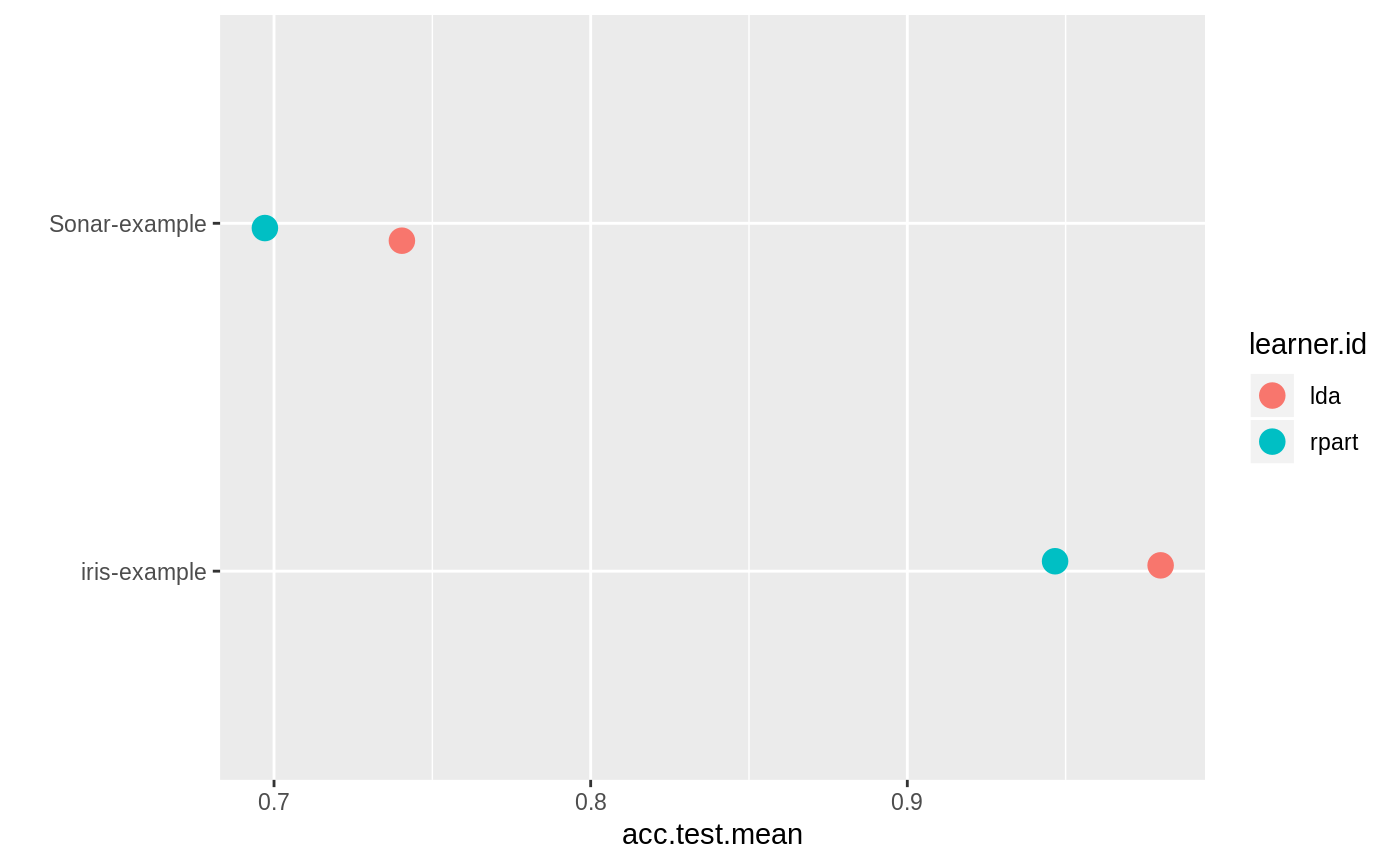 Sonar-example
iris-example
0.7
0.8
0.9
acc.test.mean
learner.id
lda
rpart